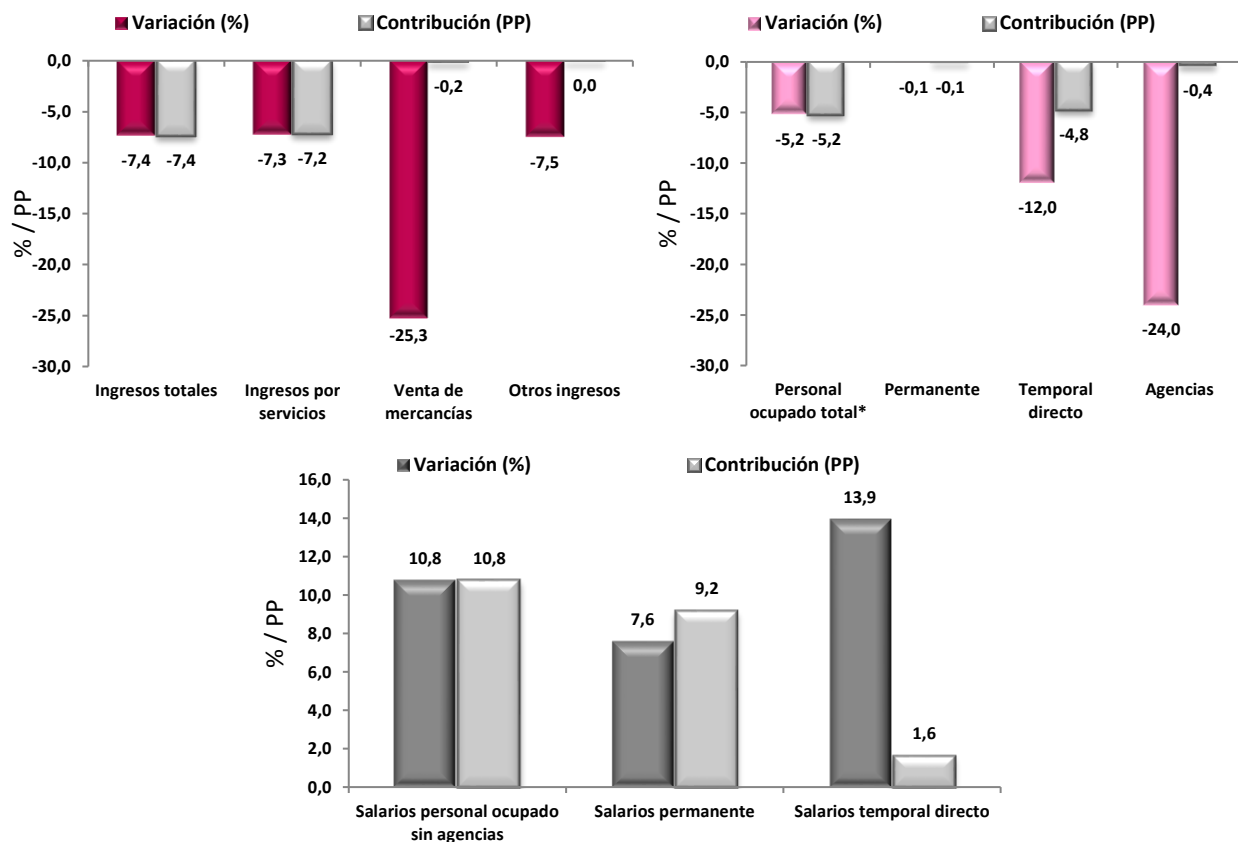 Variación (%) Contribución (PP)
0,0
-5,0
-10,0
-15,0
-20,0
-25,0
-30,0
% / PP
-7,4 -7,4
-7,3 -7,2
-25,3 -0,2
-7,5 0,0
Ingresos totales
Ingresos por
servicios
Venta de
mercancías
Otros ingresos
Variación (%) Contribución (PP)
0,0
-5,0
-10,0
-15,0
-20,0
-25,0
-30,0
% / PP
-5,2 -5,2
-0,1 -0,1
-12,0 -4,8
-24,0 -0,4
Personal
ocupado total*
Permanente
Temporal
directo
Agencias
Variación (%) Contribución (PP)
16,0
14,0
12,0
10,0
8,0
6,0
4,0
2,0
0,0
% / PP
10,8 10,8
7,6 9,2
13,9 1,6
Salarios personal ocupado
sin agencias
Salarios permanente
Salarios temporal directo